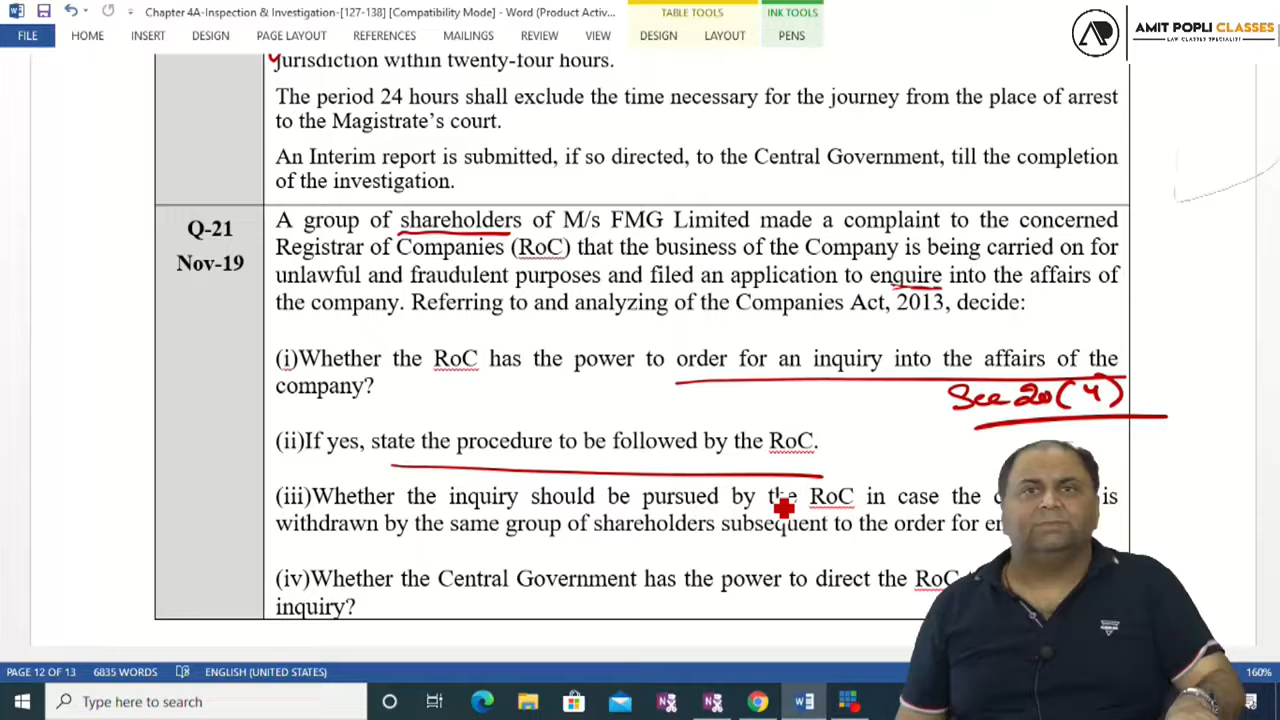 Chapter 4A-Inspection & Investigation-[127-138] [Compatibility Mode] - Word (Product Activ...
TABLE TOOLS
INK TOOLS
FILE HOME INSERT DESIGN PAGE LAYOUT REFERENCES MAILINGS REVIEW VIEW DESIGN LAYOUT PENS
AMIT POPLI CLASSES
LAW CLASSES SPECIALIST
jurisdiction within twenty-four hours.
The period 24 hours shall exclude the time necessary for the journey from the place of arrest
to the Magistrate's court.
An Interim report is submitted, if so directed, to the Central Government, till the completion
of the investigation.
Q-21
Nov-19
A group of shareholders of M/s FMG Limited made a complaint to the concerned
Registrar of Companies (RoC) that the business of the Company is being carried on for
unlawful and fraudulent purposes and filed an application to enquire into the affairs of
the company. Referring to and analyzing of the Companies Act, 2013, decide:
(i)Whether the RoC has the power to order for an inquiry into the affairs of the
company?
See 20 (4)
(ii)If yes, state the procedure to be followed by the RoC.
(iii)Whether the inquiry should be pursued by the RoC in case the is
withdrawn by the same group of shareholders subsequent to the order for
(iv)Whether the Central Government has the power to direct the RoC
inquiry?
PAGE 12 OF 13 6835 WORDS ENGLISH (UNITED STATES) 160%
Type here to search